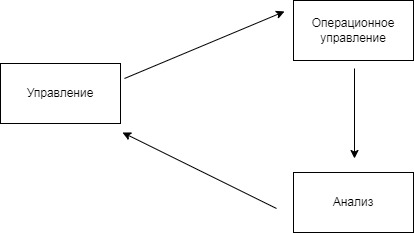 Операционное
управление
Управление
Анализ